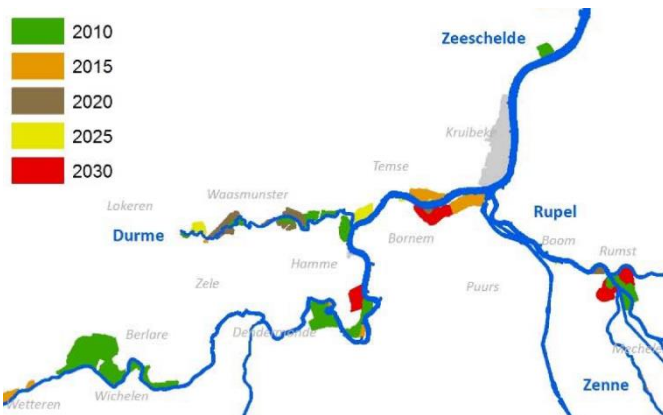 2010
2015
2020
2025
2030
Zeeschelde
Kruibeke
Temse
Lokeren
Waasmunster
Durme
Bornem
Rupel
Boom
Rumst
Hamme
Zele
Puurs
Berlare
Dendermonde
Mechelen
Zenne
Wichelen
Wetteren